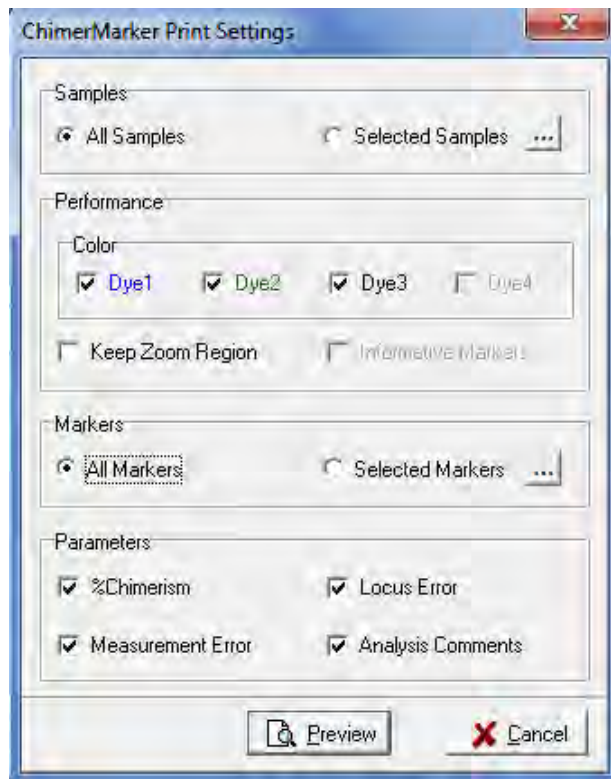 ChimerMarker Print Settings
Samples
All Samples
Selected Samples ...
Performance
Color
Dye1 Dye2 Dye3 Dye4
Keep Zoom Region
Informative Markers
Markers
All Markers
Selected Markers ...
Parameters
%Chimerism
Locus Error
Measurement Error
Analysis Comments
Preview
Cancel